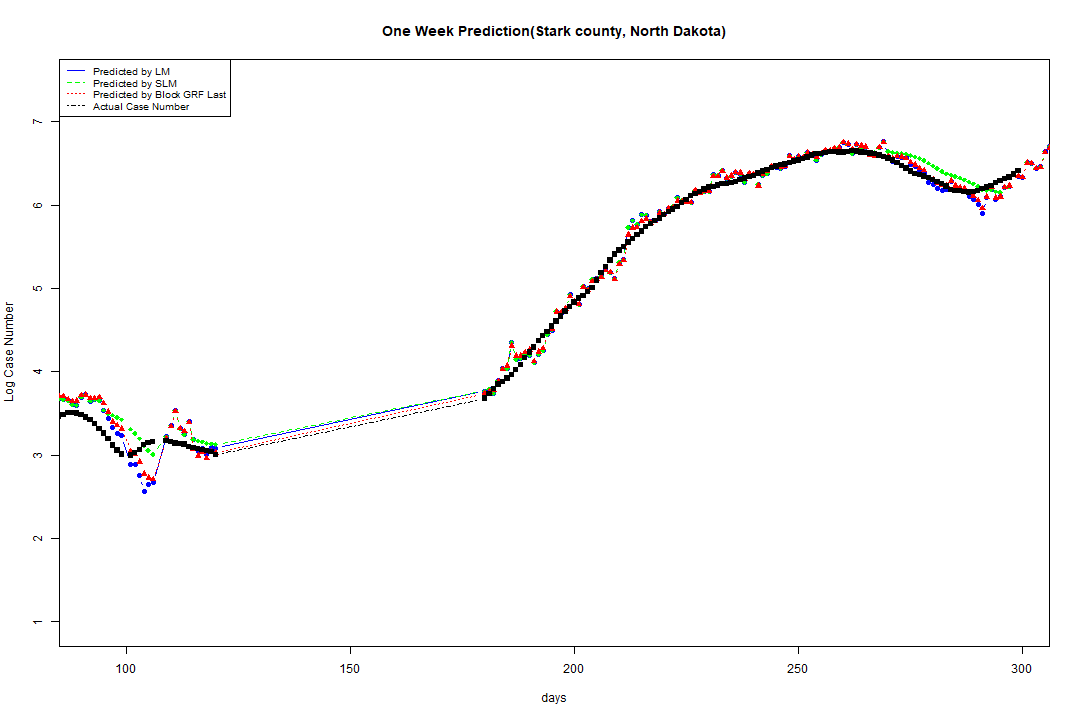 One Week Prediction(Stark county, North Dakota)
Predicted by LM
Predicted by SLM
Predicted by Block GRF Last
Actual Case Number
Log Case Number
7
6
5
4
3
2
1
100 150 200 250 300
days